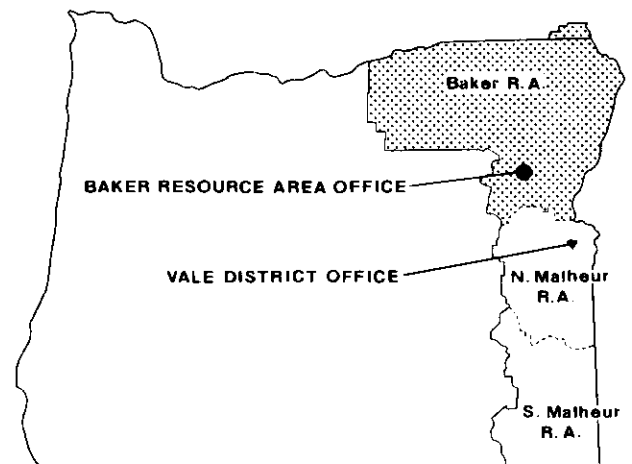 Baker R.A.
BAKER RESOURCE AREA OFFICE
VALE DISTRICT OFFICE
N. Malheur
R.A.
S. Malheur
R.A.